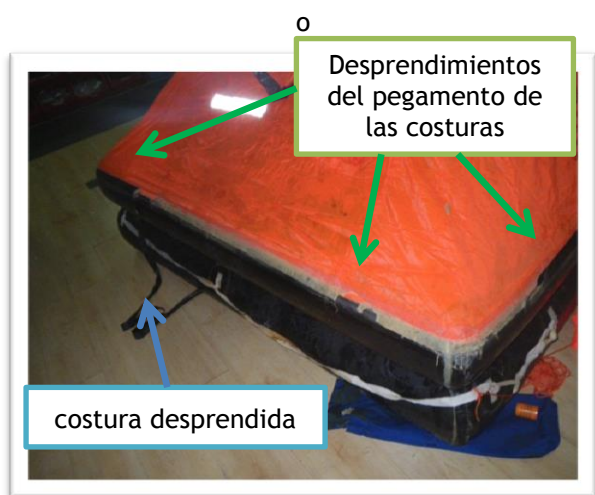 o
Desprendimientos
del pegamento de
las costuras
costura desprendida